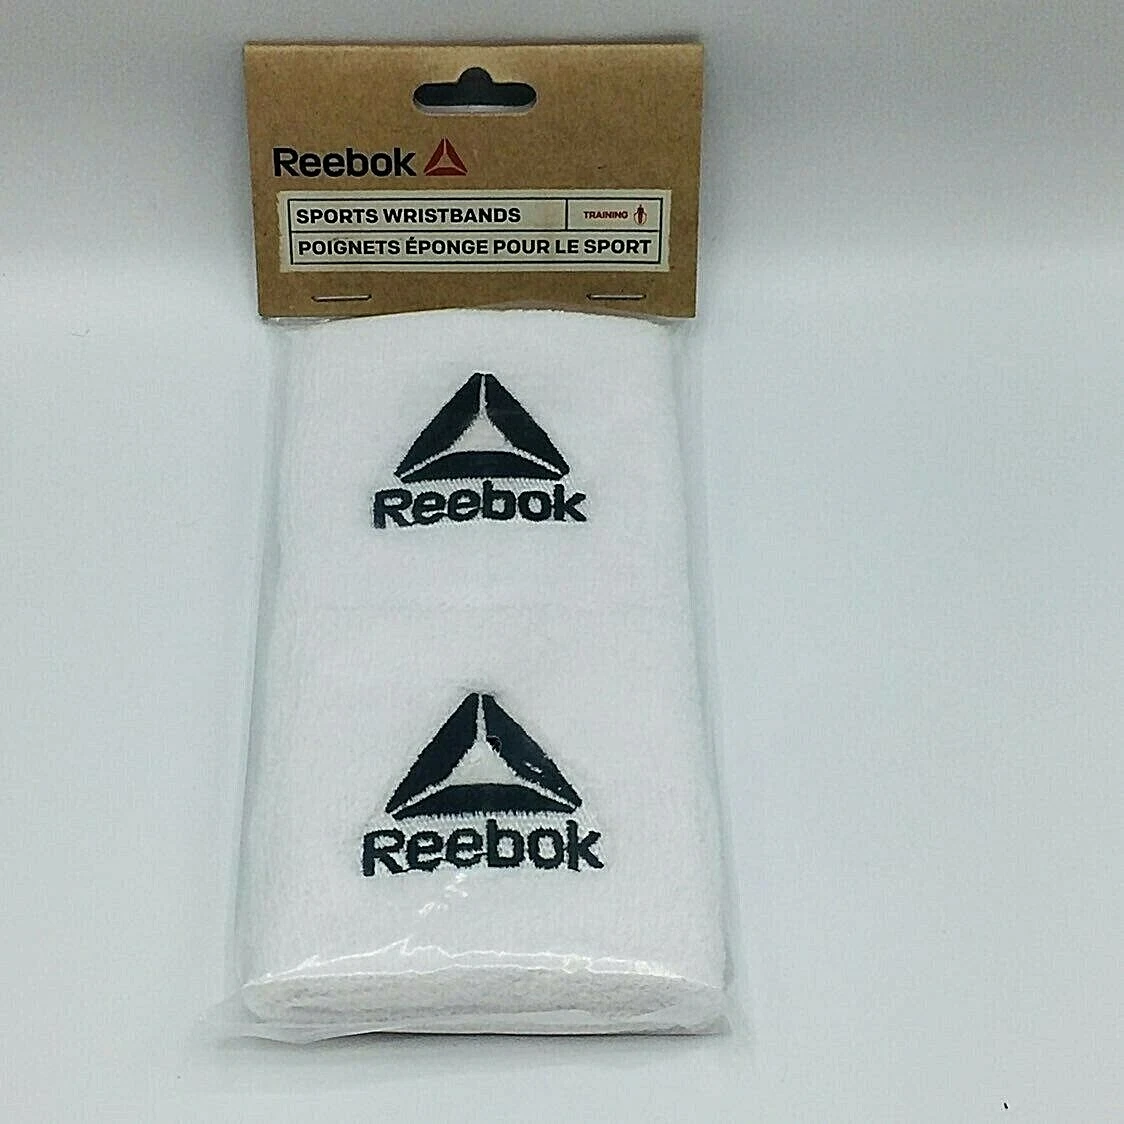 Reebok
SPORTS WRISTBANDS TRAINING
POIGNETS ÉPONGE POUR LE SPORT
Reebok
Reebok